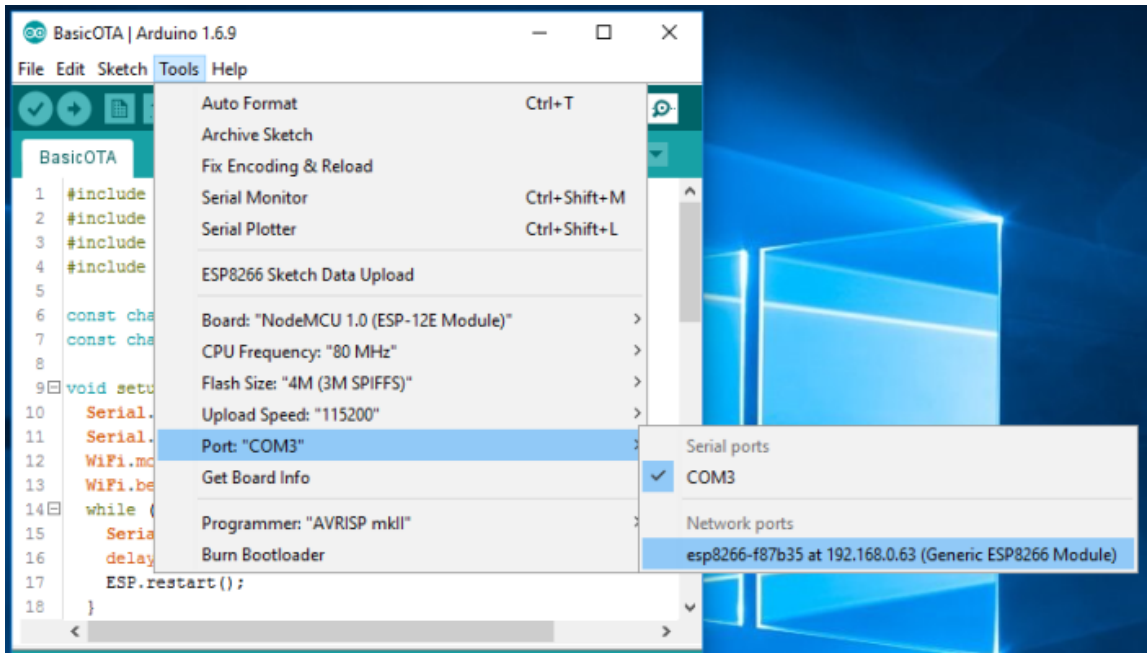 BasicOTA | Arduino 1.6.9
File Edit Sketch Tools Help
BasicOTA
Auto Format Ctrl+T
Archive Sketch
Fix Encoding & Reload
Serial Monitor Ctrl+Shift+M
Serial Plotter Ctrl+Shift+L
ESP8266 Sketch Data Upload
Board: "NodeMCU 1.0 (ESP-12E Module)"
CPU Frequency: "80 MHz"
Flash Size: "4M (3M SPIFFS)"
Upload Speed: "115200"
Port: "COM3"
Get Board Info
Programmer: "AVRISP mkII"
Burn Bootloader
Serial ports
COM3
Network ports
esp8266-f87b35 at 192.168.0.63 (Generic ESP8266 Module)
1 #include
2 #include
3 #include
4 #include
5
6 const cha
7 const cha
8
9 void setu
10 Serial.
11 Serial.
12 WiFi.mo
13 WiFi.be
14 while (
15 Seria
16 delay
17 ESP.restart();
18 }